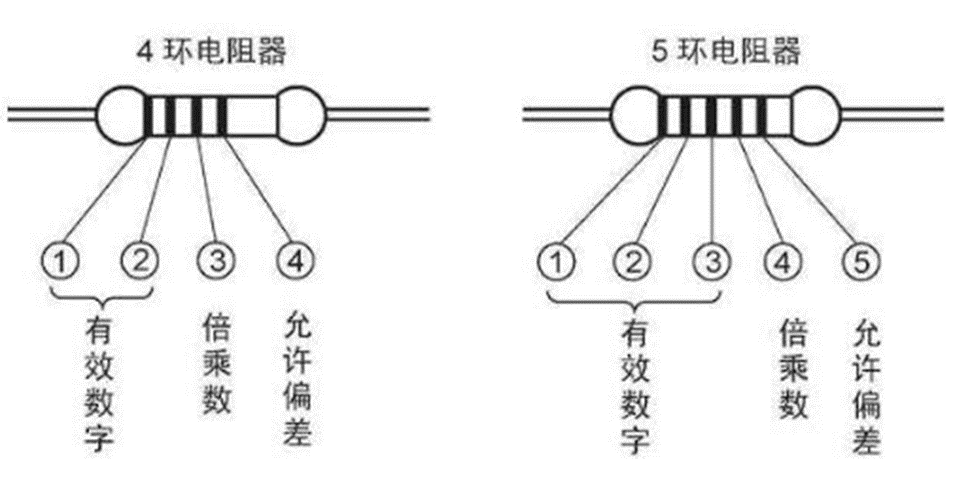 4 环电阻器
① ② ③ ④
有效数字
倍乘数
允许偏差
5 环电阻器
① ② ③ ④ ⑤
有效数字
倍乘数
允许偏差